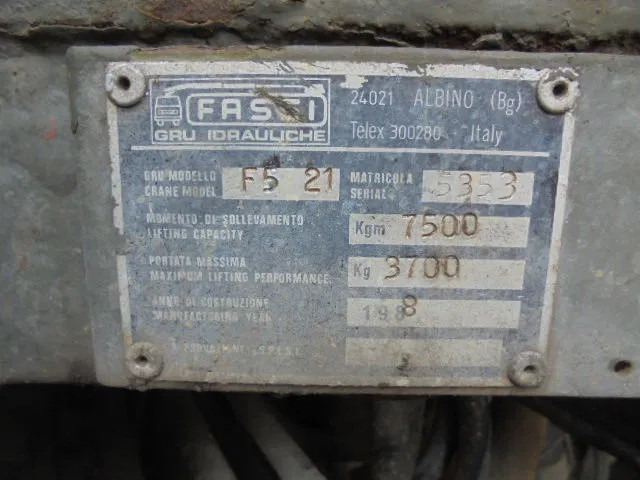 FASSI
GRU IDRAULICHE
24021 ALBINO (Bg)
Telex 300280 - Italy
GRU MODELLO
CRANE MODEL
F5 21
MATRICOLA
SERIAL
5353
MOMENTO DI SOLLEVAMENTO
LIFTING CAPACITY
Kgm 7500
PORTATA MASSIMA
MAXIMUM LIFTING PERFORMANCE
Kg 3700
ANNO DI COSTRUZIONE
MANUFACTURING YEAR
1988